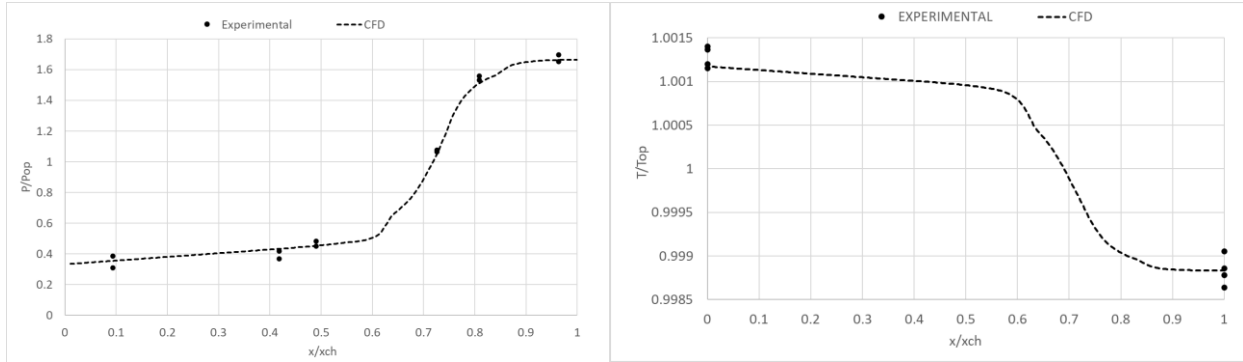 Experimental CFD
1.8
1.6
1.4
1.2
1
0.8
0.6
0.4
0.2
0
P/Pop
0 0.1 0.2 0.3 0.4 0.5 0.6 0.7 0.8 0.9 1
x/xch
EXPERIMENTAL CFD
1.0015
1.001
1.0005
1
0.9995
0.999
0.9985
T/Top
0 0.1 0.2 0.3 0.4 0.5 0.6 0.7 0.8 0.9 1
x/xch